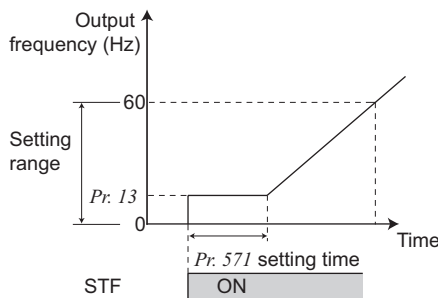 Output
frequency (Hz)
60
Setting
range
Pr. 13
0
Time
Pr. 571 setting time
STF
ON